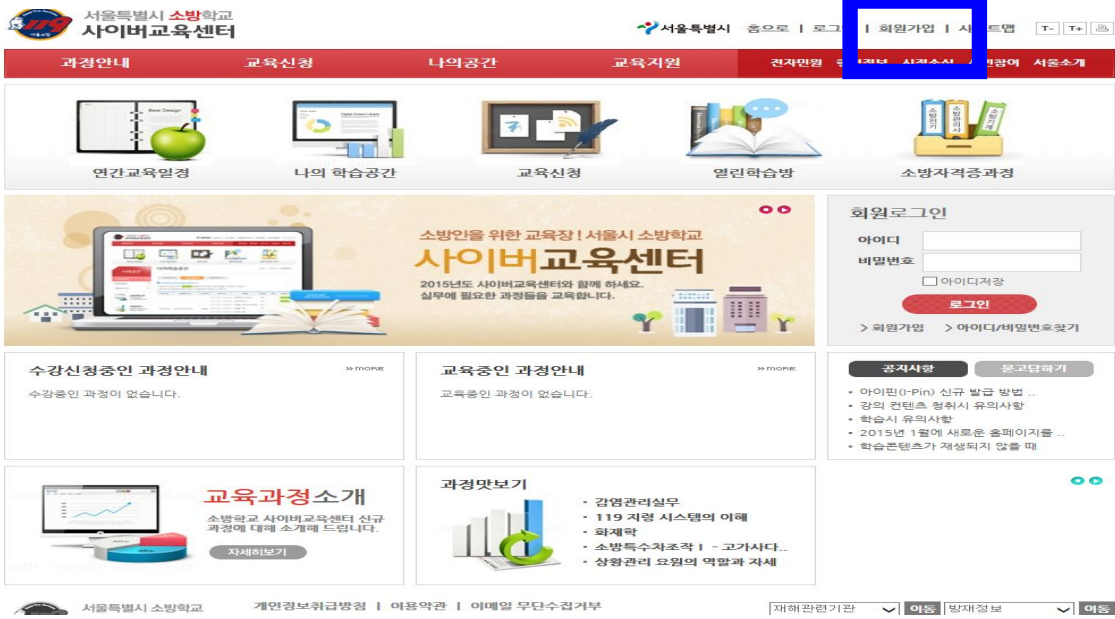 서울특별시 소방학교
사이버교육센터
서울특별시 홈으로 | 로그 | 회원가입 | 사 트맵 T- T+
과정안내 교육신청 나의공간 교육지원 전자민원 시정소식 참여 서울소개
연간교육일정 나의 학습공간 교육신청 열린학습방 소방자격증과정
소방인을 위한 교육장! 서울시 소방학교
사이버교육센터
2015년도 사이버교육센터와 함께 하세요.
실무에 필요한 과정들을 교육합니다.
회원로그인
아이디
비밀번호
아이디저장
로그인
> 회원가입 > 아이디/비밀번호찾기
수강신청중인 과정안내 >> MORE
수강중인 과정이 없습니다.
교육중인 과정안내 >> MORE
교육중인 과정이 없습니다.
공지사항 묻고답하기
아이핀(I-Pin) 신규 발급 방법 ..
강의 컨텐츠 청취시 유의사항
학습시 유의사항
2015년 1월에 새로운 홈페이지를 ..
학습콘텐츠가 재생되지 않을 때
교육과정소개
소방학교 사이버교육센터 신규
과정에 대해 소개해 드립니다.
자세히보기
과정맛보기
감염관리실무
119 지령 시스템의 이해
화재학
소방특수차조작 I - 고가사다..
상황관리 요원의 역할과 자세
서울특별시 소방학교 개인정보취급방침 | 이용약관 | 이메일 무단수집거부 재해관련기관 이동 방재정보 이동